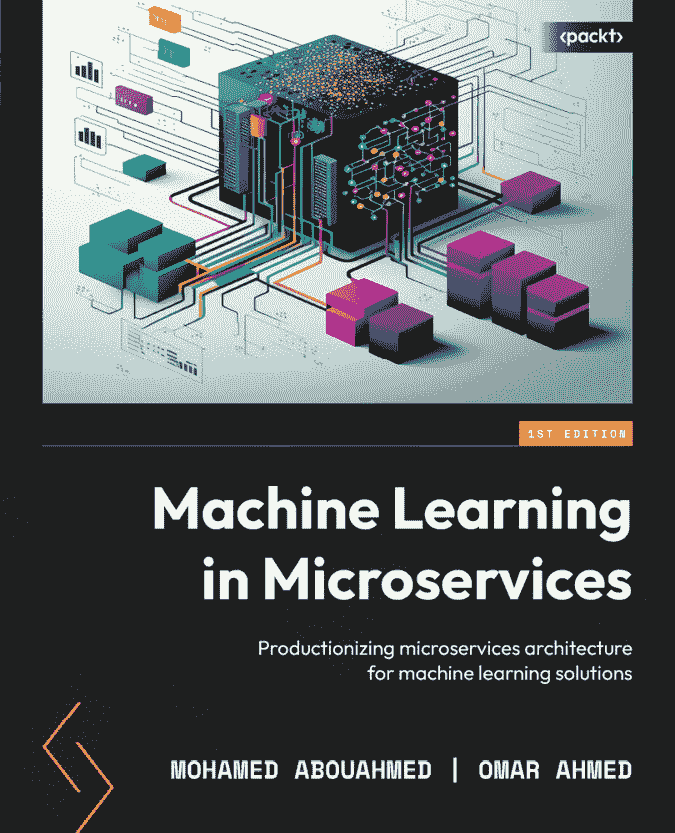 <packt>
1ST EDITION
Machine Learning
in Microservices
Productionizing microservices architecture
for machine learning solutions
MOHAMED ABOUAHMED | OMAR AHMED